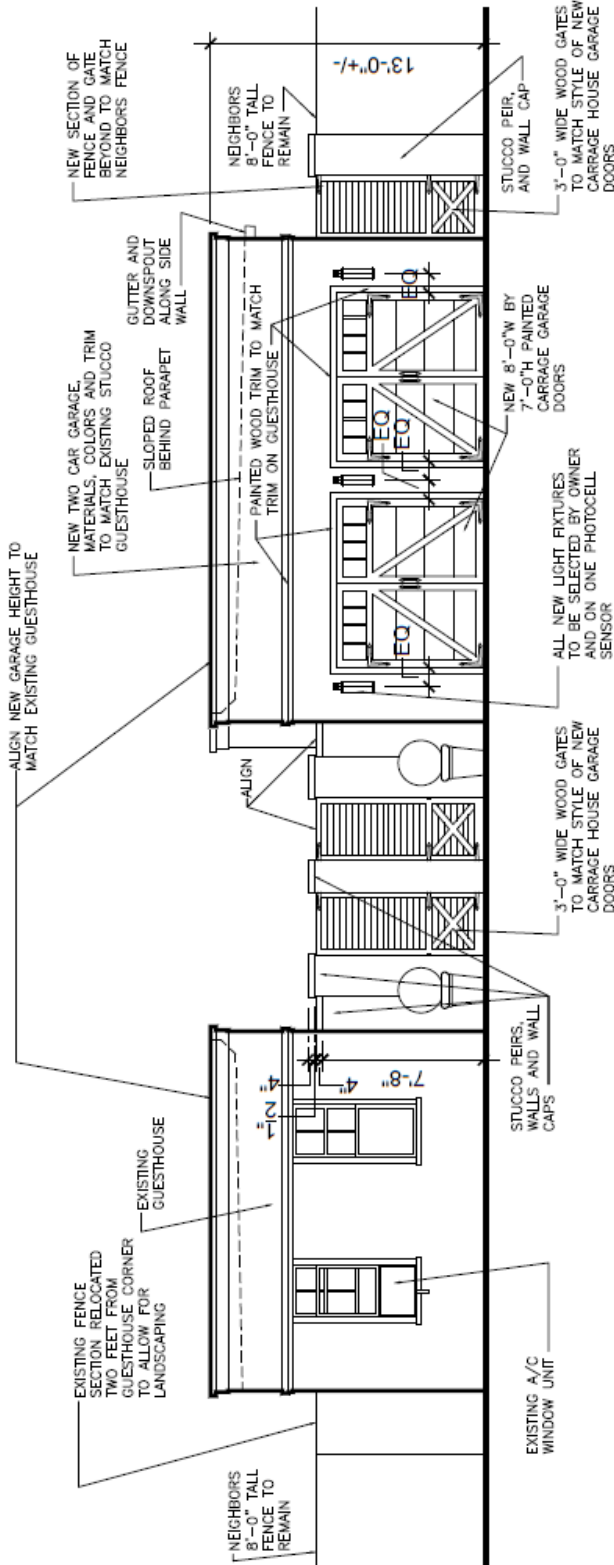 ALIGN NEW GARAGE HEIGHT TO
MATCH EXISTING GUESTHOUSE
EXISTING FENCE
SECTION RELOCATED
TWO FEET FROM
GUESTHOUSE CORNER
TO ALLOW FOR
LANDSCAPING
NEIGHBORS
8'-0" TALL
FENCE TO
REMAIN
EXISTING
GUESTHOUSE
NEW TWO CAR GARAGE,
MATERIALS, COLORS AND TRIM
TO MATCH EXISTING STUCCO
GUESTHOUSE
SLOPED ROOF
BEHIND PARAPET
GUTTER AND
DOWNSPOUT
ALONG SIDE
WALL
NEW SECTION OF
FENCE AND GATE
BEYOND TO MATCH
NEIGHBORS FENCE
NEIGHBORS
8'-0" TALL
FENCE TO
REMAIN
13'-0"+/-
PAINTED WOOD TRIM TO MATCH
TRIM ON GUESTHOUSE
ALIGN
4"
1/2"
4"
7'-8"
EQ
EQ
EQ
EQ
EXISTING A/C
WINDOW UNIT
STUCCO PEIRS,
WALLS AND WALL
CAPS
3'-0" WIDE WOOD GATES
TO MATCH STYLE OF NEW
CARRAGE HOUSE GARAGE
DOORS
ALL NEW LIGHT FIXTURES
TO BE SELECTED BY OWNER
AND ON ONE PHOTOCELL
SENSOR
NEW 8'-0"W BY
7'-0"H PAINTED
CARRAGE GARAGE
DOORS
STUCCO PEIR,
AND WALL CAP
3'-0" WIDE WOOD GATES
TO MATCH STYLE OF NEW
CARRAGE HOUSE GARAGE
DOORS